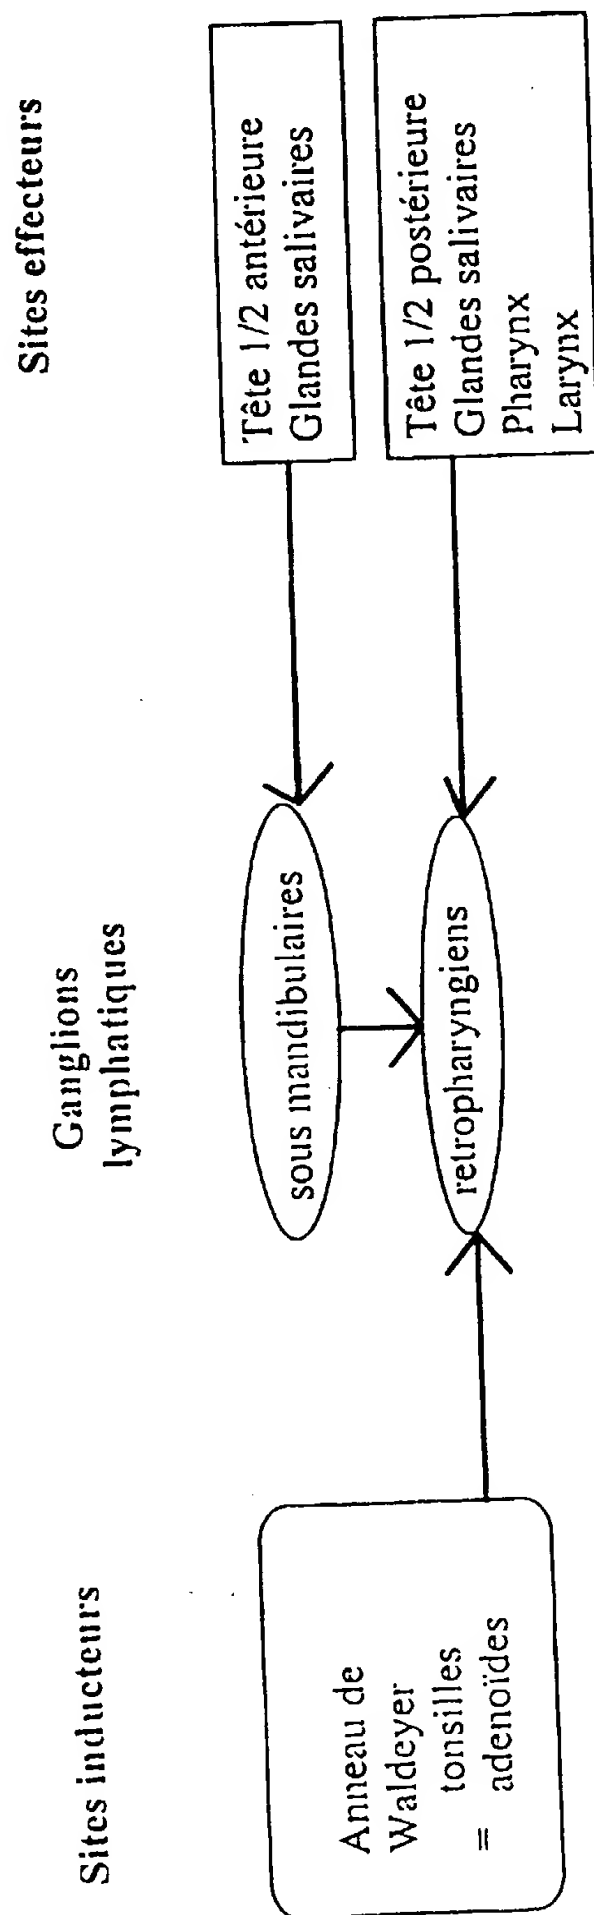 Sites inducteurs
Ganglions
lymphatiques
Sites effecteurs
Anneau de
Waldeyer
tonsilles
= adenoïdes
sous mandibulaires
retropharyngiens
Tête 1/2 antérieure
Glandes salivaires
Tête 1/2 postérieure
Glandes salivaires
Pharynx
Larynx